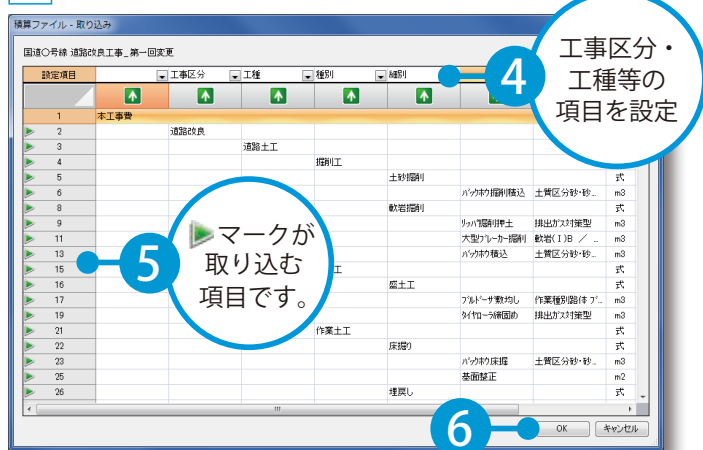 積算ファイル - 取り込み
国道○号線 道路改良工事_第一回変更
設定項目 工事区分 工種 種別 細別
4
工事区分・
工種等の
項目を設定
1 本工事費
2 道路改良
3 道路土工
4 掘削工
5 土砂掘削 式
6 バックホウ掘削積込 土質区分砂・砂... m3
8 軟岩掘削 式
9 リッパ掘削押土 排出ガス対策型 m3
11 大型ブレーカー掘削 軟岩(Ⅰ)B ／ ... m3
13 バックホウ積込 土質区分砂・砂... m3
15 工 式
16 盛土工 式
17 ブルドーザ敷均し 作業種別路体 ブ... m3
19 タイヤローラ締固め 排出ガス対策型 m3
21 作業土工 式
22 床掘り 式
23 バックホウ床掘 土質区分砂・砂... m3
25 基面整正 m2
26 埋戻し 式
5
マークが
取り込む
項目です。
6
OK キャンセル